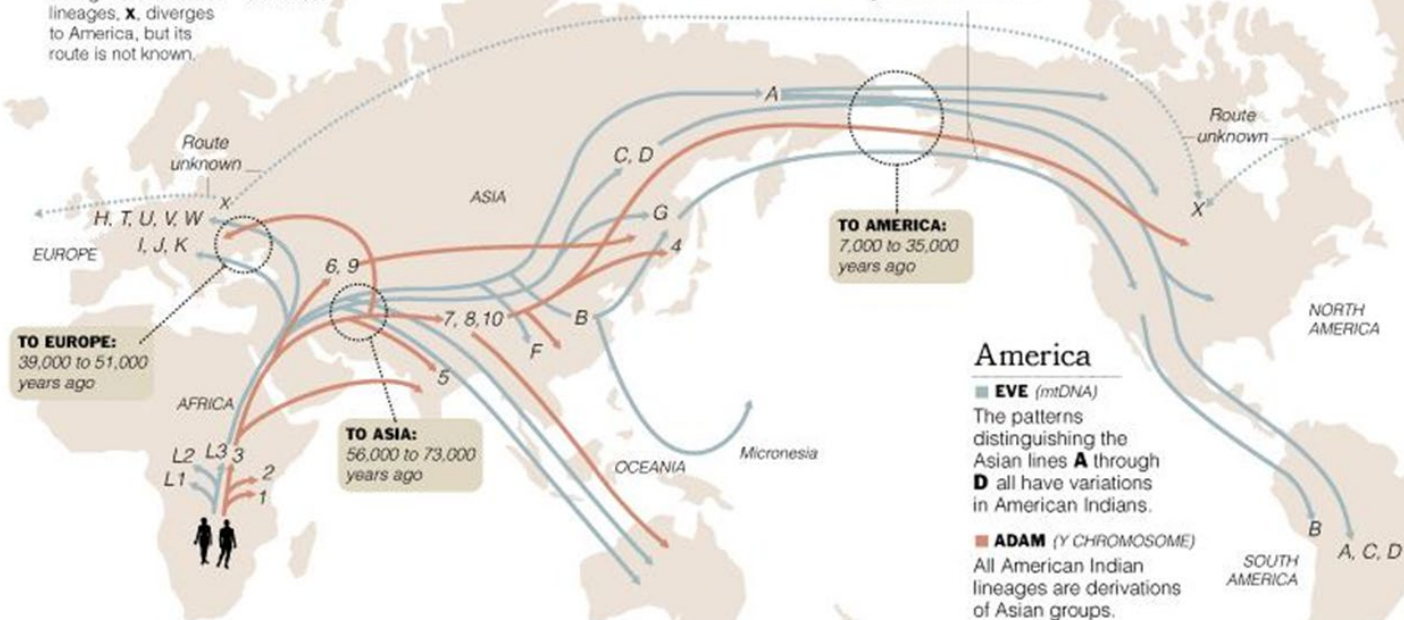 lineages, X, diverges
to America, but its
route is not known.
Route
unknown
X
H, T, U, V, W
I, J, K
EUROPE
ASIA
A
C, D
G
4
6, 9
7, 8,10
B
F
5
TO EUROPE:
39,000 to 51,000
years ago
AFRICA
L2
L3
3
L1
2
1
TO ASIA:
56,000 to 73,000
years ago
OCEANIA
Micronesia
TO AMERICA:
7,000 to 35,000
years ago
Route
unknown
X
NORTH
AMERICA
America
EVE (mtDNA)
The patterns
distinguishing the
Asian lines A through
D all have variations
in American Indians.
ADAM (Y CHROMOSOME)
All American Indian
lineages are derivations
of Asian groups.
B
A, C, D
SOUTH
AMERICA